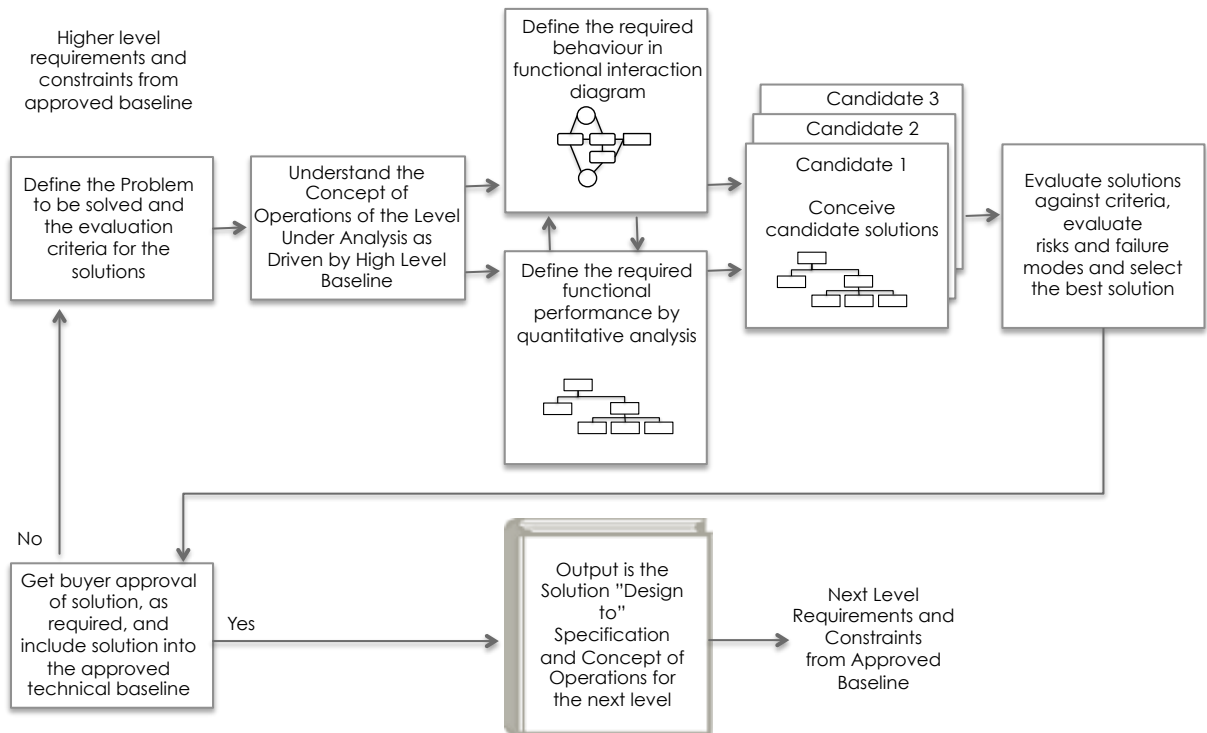 Higher level
requirements and
constraints from
approved baseline
Define the Problem
to be solved and
the evaluation
criteria for the
solutions
Understand the
Concept of
Operations of the Level
Under Analysis as
Driven by High Level
Baseline
Define the required
behaviour in
functional interaction
diagram
Define the required
functional
performance by
quantitative analysis
Candidate 3
Candidate 2
Candidate 1
Conceive
candidate solutions
Evaluate solutions
against criteria,
evaluate
risks and failure
modes and select
the best solution
No
Get buyer approval
of solution, as
required, and
include solution into
the approved
technical baseline
Yes
Output is the
Solution ”Design
to”
Specification
and Concept of
Operations for
the next level
Next Level
Requirements and
Constraints
from Approved
Baseline